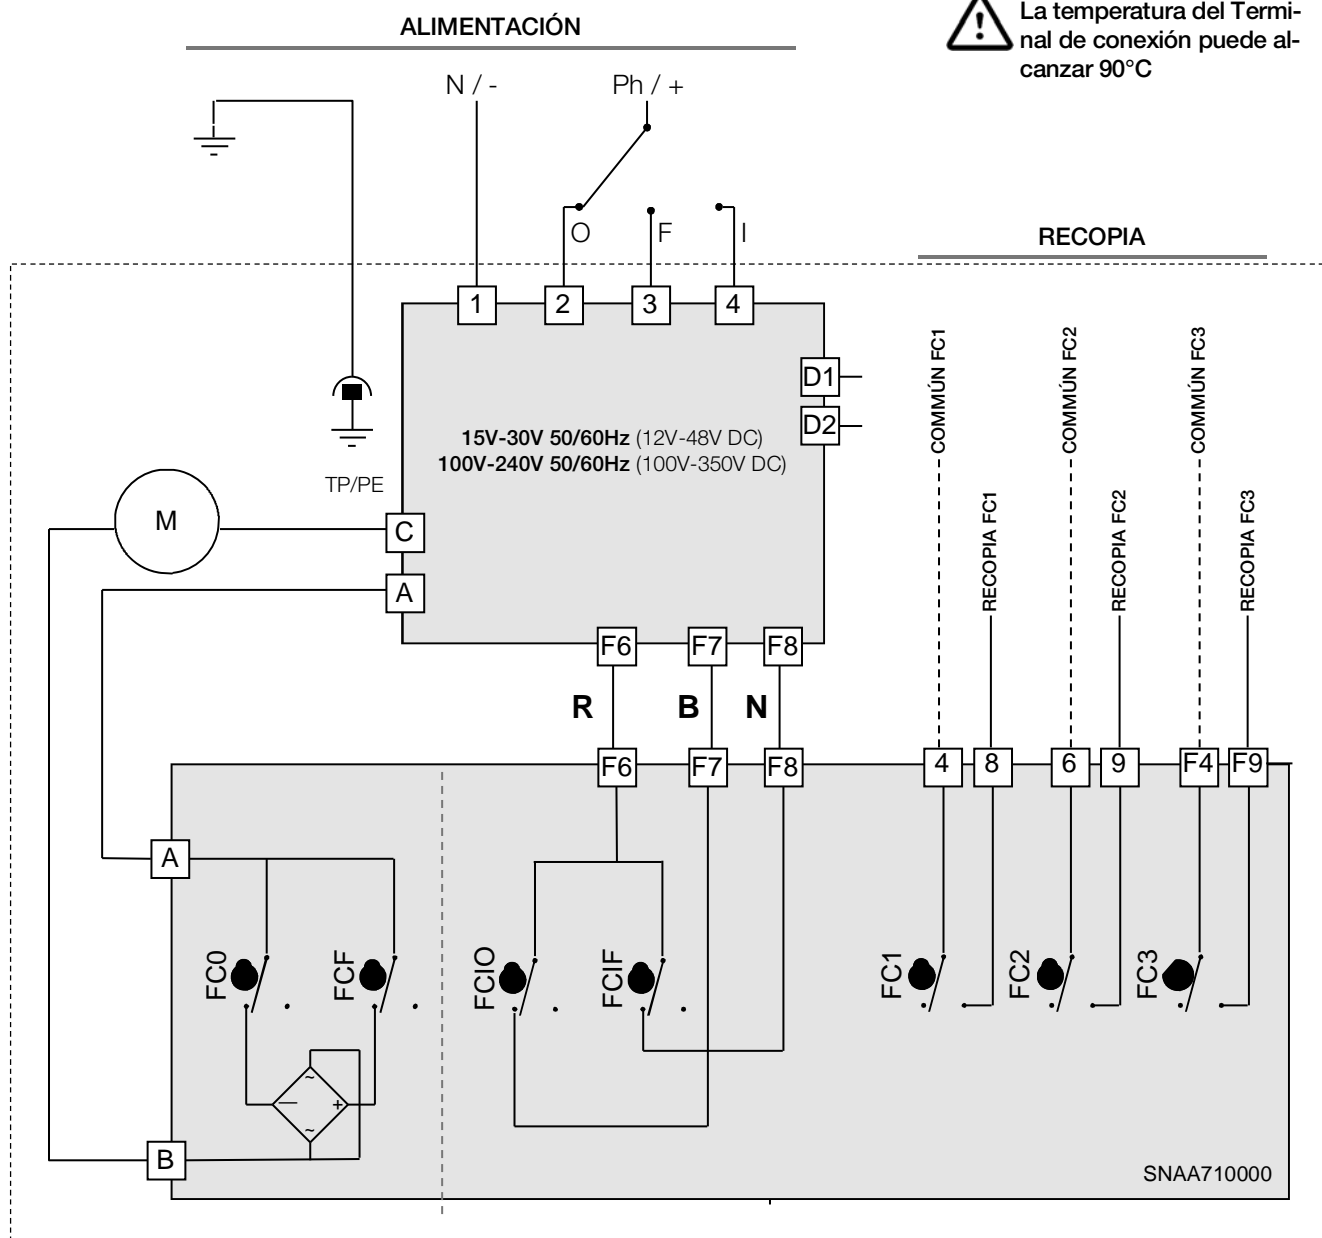 ALIMENTACIÓN
La temperatura del Termi-
nal de conexión puede al-
canzar 90°C
N / -
Ph / +
O
F
I
RECOPIA
1
2
3
4
D1
D2
15V-30V 50/60Hz (12V-48V DC)
100V-240V 50/60Hz (100V-350V DC)
TP/PE
M
C
A
COMMÚN FC1
RECOPIA FC1
COMÚN FC2
RECOPIA FC2
COMÚN FC3
RECOPIA FC3
F6
F7
F8
R
B
N
F6
F7
F8
4
8
6
9
F4
F9
A
FC0
FCF
FCIO
FCIF
FC1
FC2
FC3
~
—
+
~
B
SNAA710000